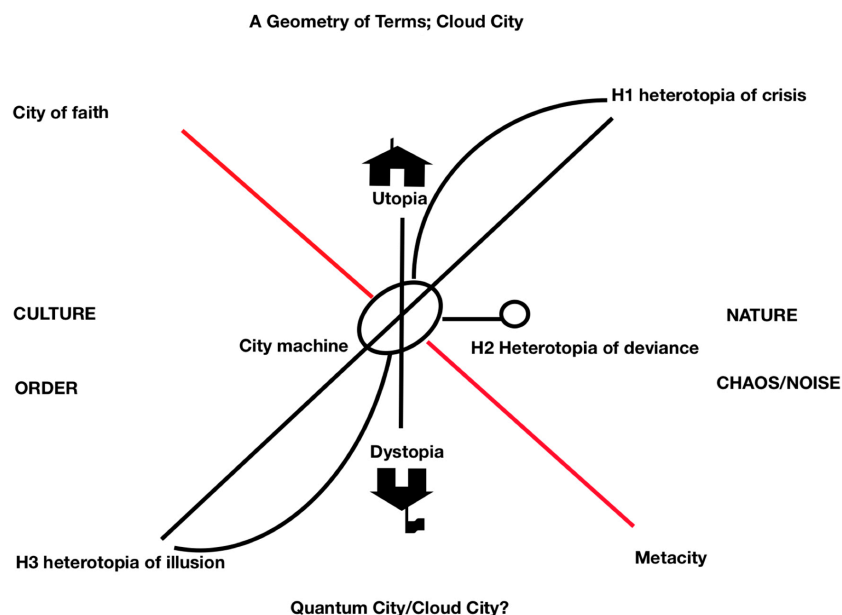 A Geometry of Terms; Cloud City
H1 heterotopia of crisis
City of faith
Utopia
CULTURE
NATURE
City machine
H2 Heterotopia of deviance
ORDER
CHAOS/NOISE
Dystopia
H3 heterotopia of illusion
Metacity
Quantum City/Cloud City?